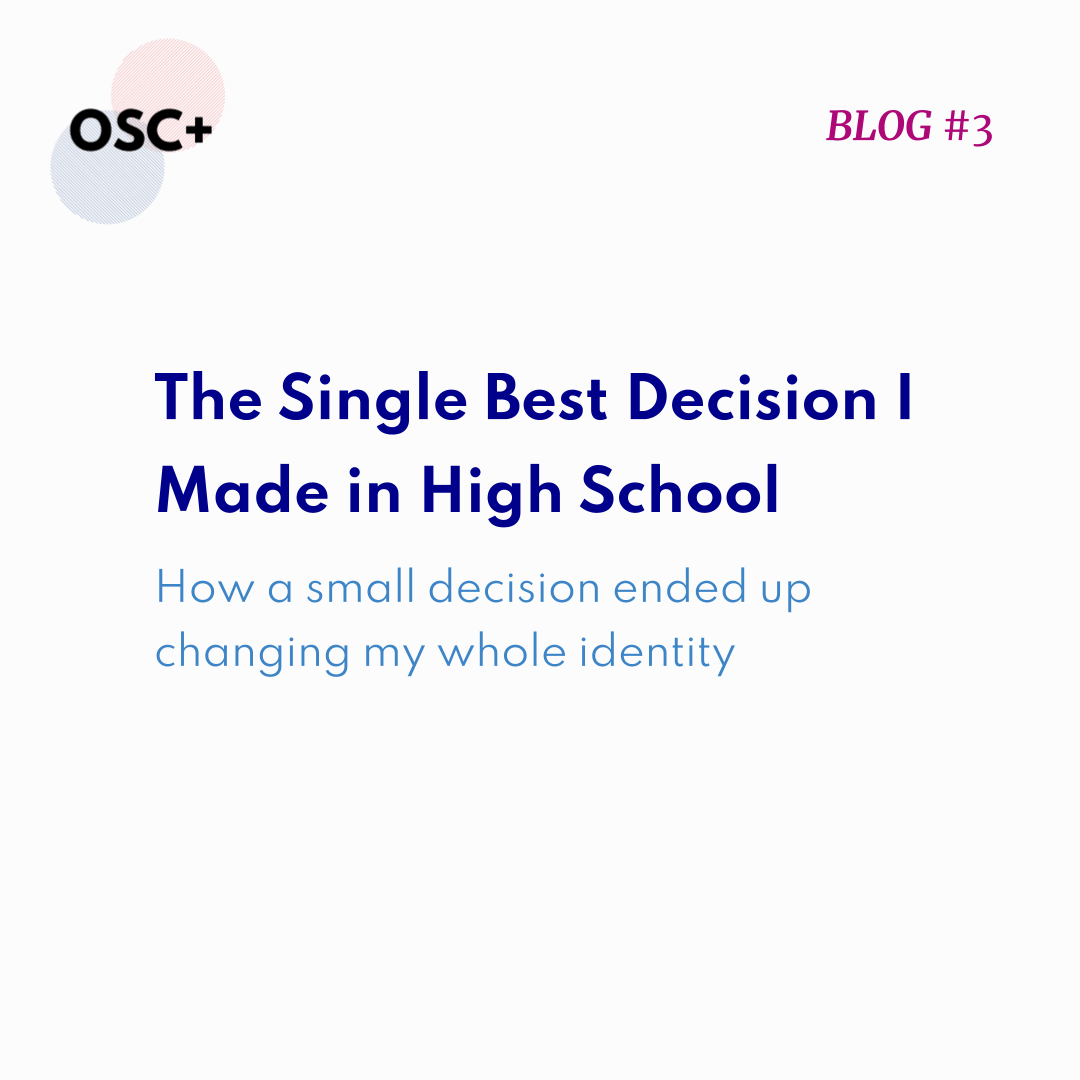 OSC+
BLOG #3
The Single Best Decision I
Made in High School
How a small decision ended up
changing my whole identity